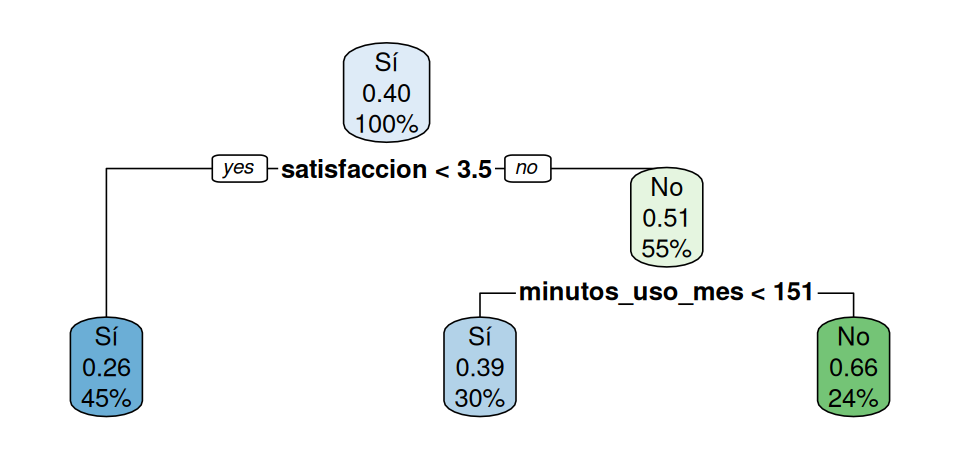 Sí
0.40
100%
yes satisfaccion < 3.5 no
No
0.51
55%
minutos_uso_mes < 151
Sí
0.26
45%
Sí
0.39
30%
No
0.66
24%